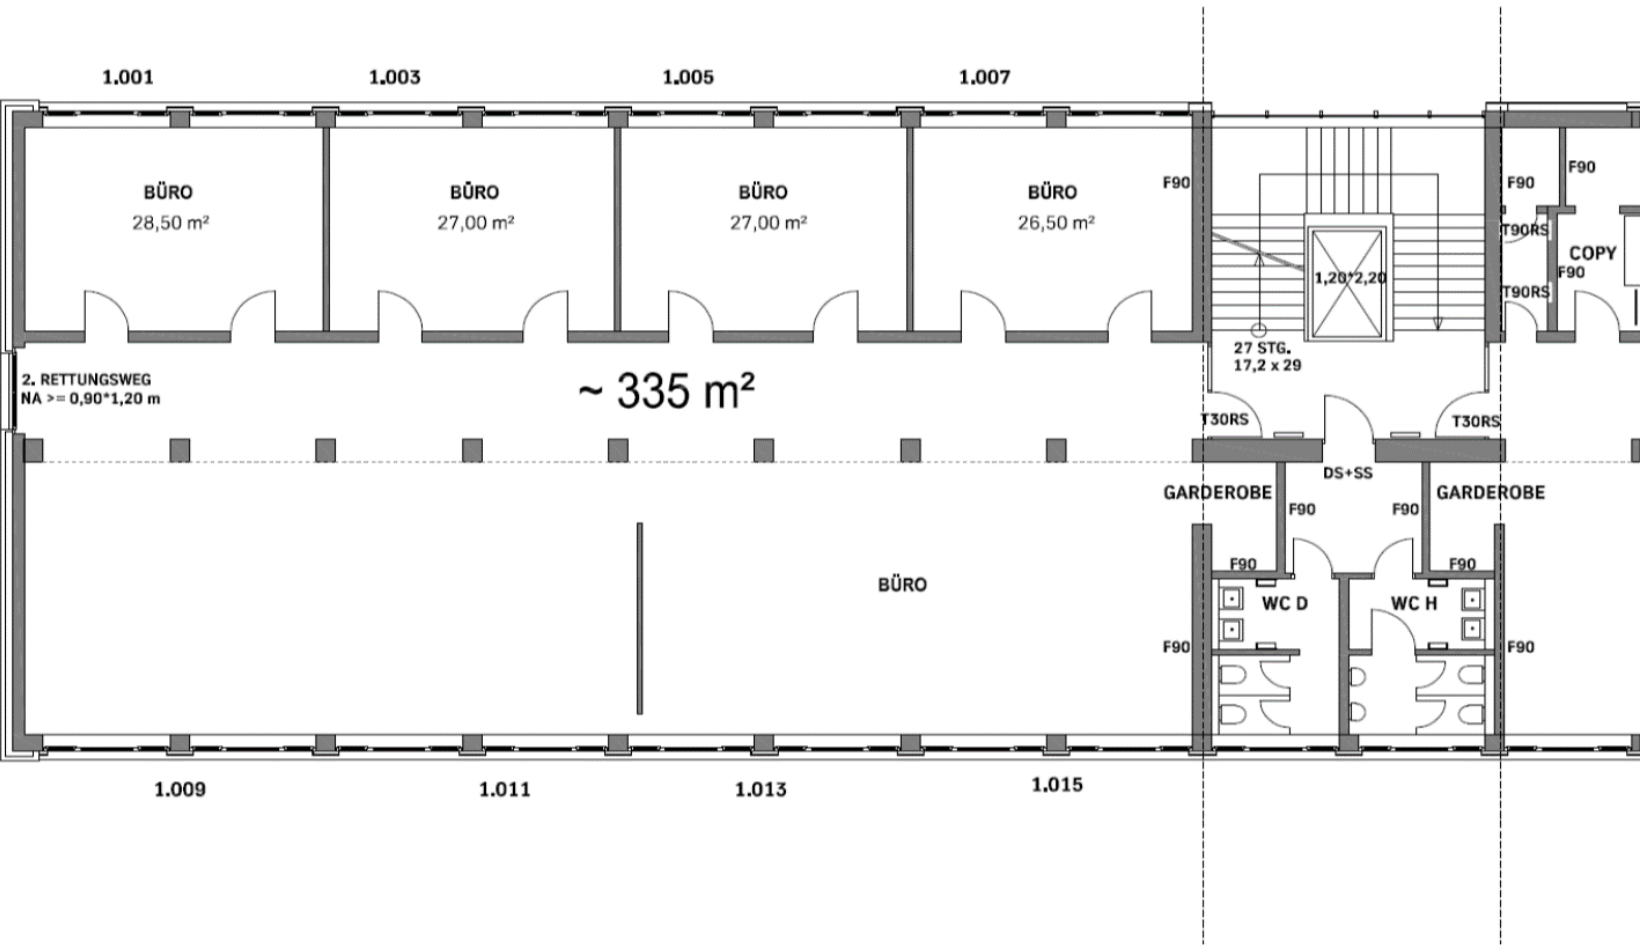 1.001
1.003
1.005
1.007
BÜRO
28,50 m²
BÜRO
27,00 m²
BÜRO
27,00 m²
BÜRO
26,50 m²
F90
F90
F90
T90RS
COPY
F90
T90RS
1,20*2,20
27 STG.
17,2 x 29
2. RETTUNGSWEG
NA >= 0,90*1,20 m
~ 335 m²
T30RS
T30RS
DS+SS
GARDEROBE
GARDEROBE
F90
F90
F90
F90
BÜRO
WC D
WC H
F90
F90
1.009
1.011
1.013
1.015